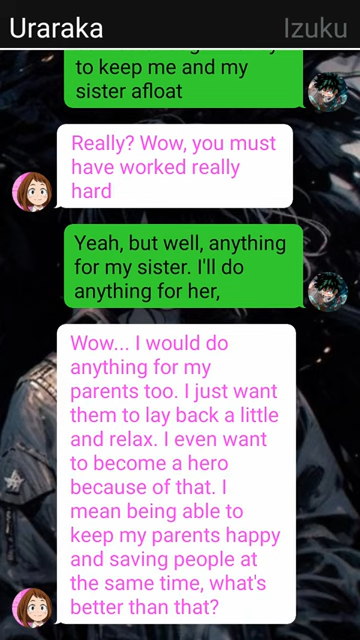 Uraraka Izuku
to keep me and my
sister afloat
Really? Wow, you must
have worked really
hard
Yeah, but well, anything
for my sister. I'll do
anything for her,
Wow... I would do
anything for my
parents too. I just want
them to lay back a little
and relax. I even want
to become a hero
because of that. I
mean being able to
keep my parents happy
and saving people at
the same time, what's
better than that?